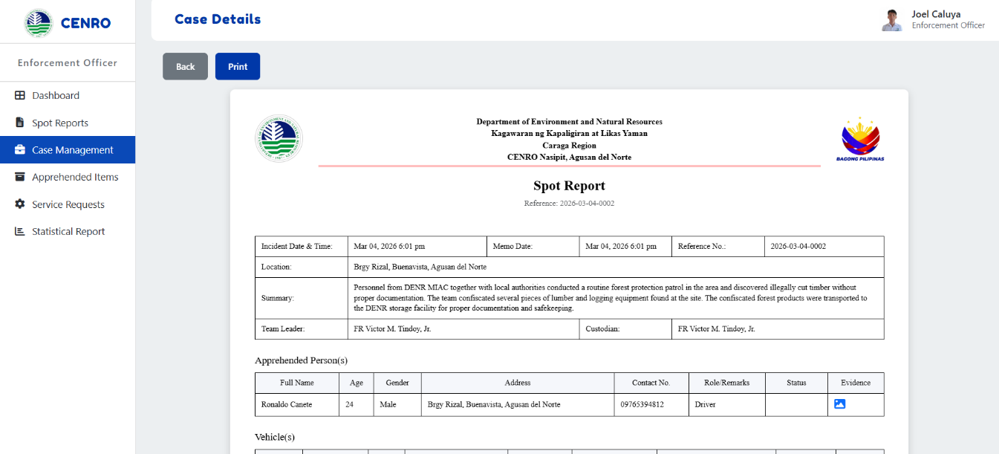 CENRO
Case Details
Joel Caluya
Enforcement Officer
Enforcement Officer
Back
Print
Dashboard
Spot Reports
Case Management
Apprehended Items
Service Requests
Statistical Report
Department of Environment and Natural Resources
Kagawaran ng Kapaligiran at Likas Yaman
Caraga Region
CENRO Nasipit, Agusan del Norte
BAGONG PILIPINAS
Spot Report
Reference: 2026-03-04-0002
Incident Date & Time: Mar 04, 2026 6:01 pm Memo Date: Mar 04, 2026 6:01 pm Reference No.: 2026-03-04-0002
Location: Brgy Rizal, Buenavista, Agusan del Norte
Summary: Personnel from DENR MIAC together with local authorities conducted a routine forest protection patrol in the area and discovered illegally cut timber without
proper documentation. The team confiscated several pieces of lumber and logging equipment found at the site. The confiscated forest products were transported to
the DENR storage facility for proper documentation and safekeeping.
Team Leader: FR Victor M. Tindoy, Jr. Custodian: FR Victor M. Tindoy, Jr.
Apprehended Person(s)
Full Name Age Gender Address Contact No. Role/Remarks Status Evidence
Ronaldo Canete 24 Male Brgy Rizal, Buenavista, Agusan del Norte 09765394812 Driver
Vehicle(s)